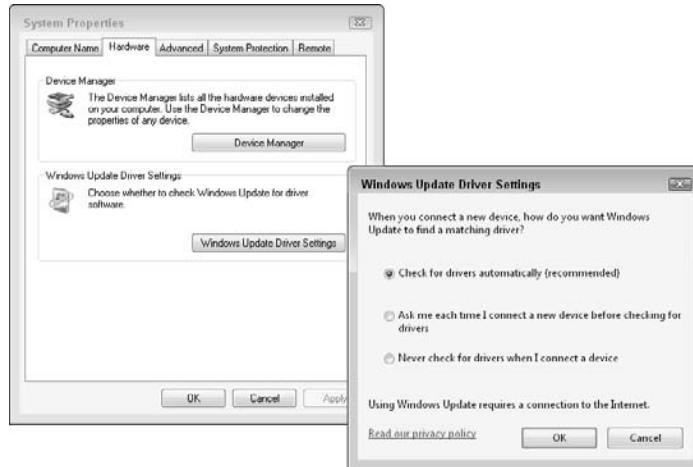 System Properties
Computer Name Hardware Advanced System Protection Remote
Device Manager
The Device Manager lists all the hardware devices installed
on your computer. Use the Device Manager to change the
properties of any device.
Device Manager
Windows Update Driver Settings
Choose whether to check Windows Update for driver
software.
Windows Update Driver Settings
OK Cancel Apply
Windows Update Driver Settings
When you connect a new device, how do you want Windows
Update to find a matching driver?
Check for drivers automatically (recommended)
Ask me each time I connect a new device before checking for
drivers
Never check for drivers when I connect a device
Using Windows Update requires a connection to the Internet.
Read our privacy policy
OK Cancel